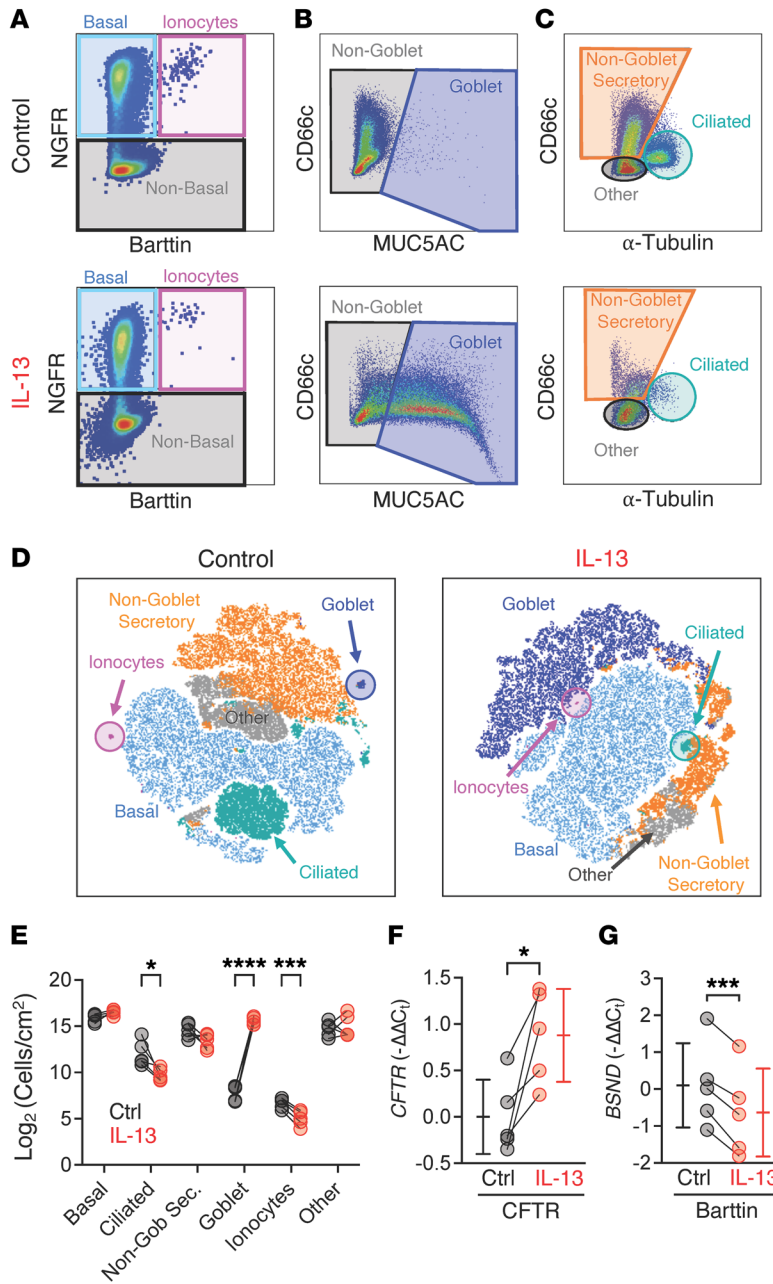 A
Basal
Ionocytes
Control
NGFR
Non-Basal
Barttin
B
Non-Goblet
Goblet
CD66c
MUC5AC
C
Non-Goblet
Secretory
Ciliated
CD66c
Other
α-Tubulin
Basal
Ionocytes
IL-13
NGFR
Non-Basal
Barttin
Non-Goblet
Goblet
CD66c
MUC5AC
Non-Goblet
Secretory
Ciliated
CD66c
Other
α-Tubulin
D
Control
Non-Goblet
Secretory
Goblet
Ionocytes
Other
Basal
Ciliated
IL-13
Goblet
Ciliated
Ionocytes
Basal
Other
Non-Goblet
Secretory
E
Log₂ (Cells/cm²)
20
15
10
5
0
* **** ***
Ctrl
IL-13
Basal
Ciliated
Non-Gob Sec.
Goblet
Ionocytes
Other
F
CFTR (-ΔΔCₜ)
1.5
1.0
0.5
0.0
-0.5
*
Ctrl IL-13
CFTR
G
BSND (-ΔΔCₜ)
3
2
1
0
-1
-2
***
Ctrl IL-13
Barttin